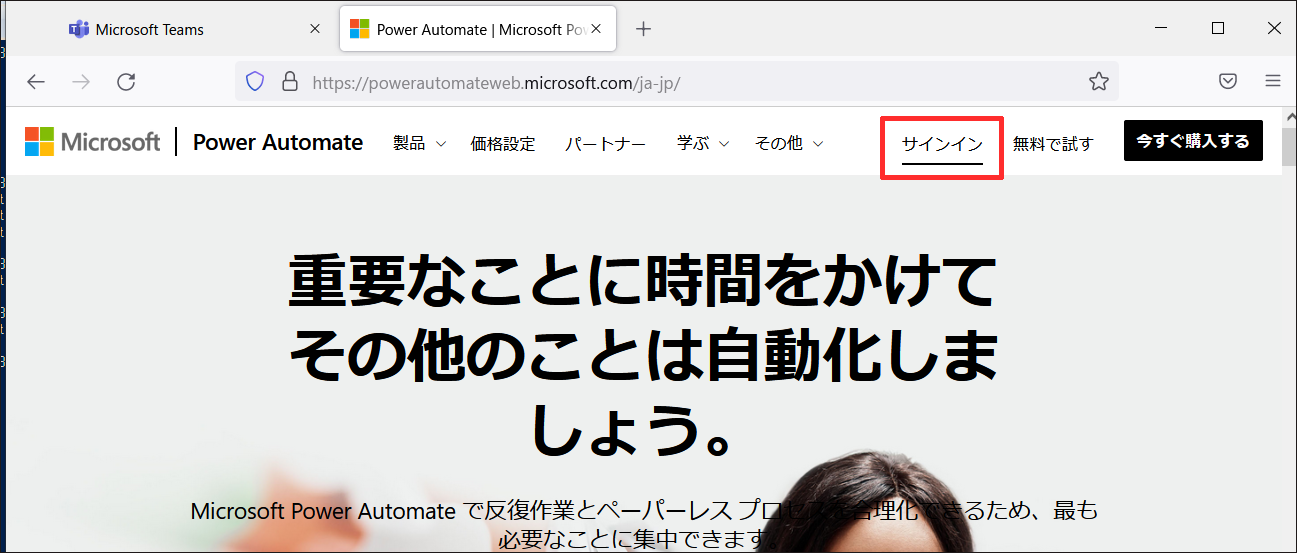 Microsoft Teams
Power Automate | Microsoft Pow
https://powerautomateweb.microsoft.com/ja-jp/
Microsoft Power Automate 製品 価格設定 パートナー 学ぶ その他 サインイン 無料で試す 今すぐ購入する
重要なことに時間をかけて
その他のことは自動化しま
しょう。
Microsoft Power Automate で反復作業とペーパーレス プロセスを合理化できるため、最も
必要なことに集中できます。